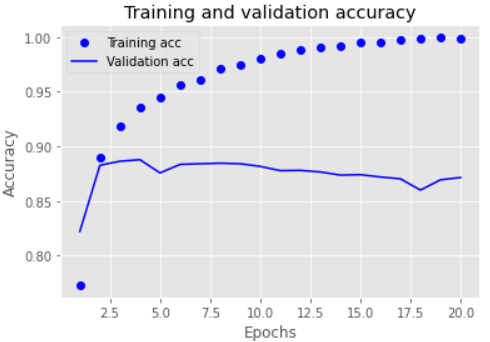 Training and validation accuracy
Training acc
Validation acc
1.00
0.95
0.90
0.85
0.80
Accuracy
2.5 5.0 7.5 10.0 12.5 15.0 17.5 20.0
Epochs